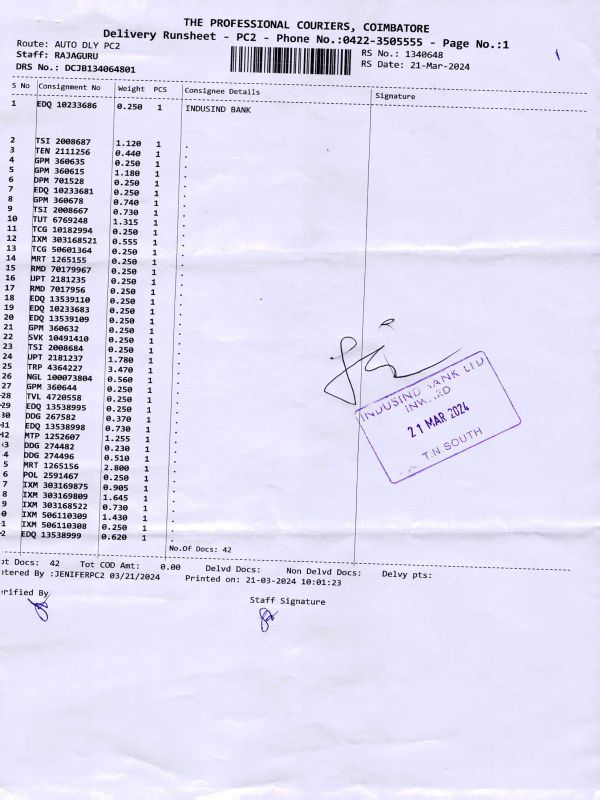 THE PROFESSIONAL COURIERS, COIMBATORE
Delivery Runsheet - PC2 - Phone No.:0422-3505555 - Page No.:1
Route: AUTO DLY PC2 RS No.: 1340648
Staff: RAJAGURU RS Date: 21-Mar-2024
DRS No.: DCJB134064801
S No Consignment No Weight PCS Consignee Details Signature
1 EDQ 10233686 0.250 1 INDUSIND BANK
2 TSI 2008687 1.120 1 .
3 TEN 2111256 0.440 1 .
4 GPM 360635 0.250 1 .
5 GPM 360615 1.180 1 .
6 DPM 701528 0.250 1 .
7 EDQ 10233681 0.250 1 .
8 GPM 360678 0.740 1 .
9 TSI 2008667 0.730 1 .
10 TUT 6769248 1.315 1 .
11 TCG 10182994 0.250 1 .
12 IXM 303168521 0.555 1 .
13 TCG 50601364 0.250 1 .
14 MRT 1265155 0.250 1 .
15 RMD 70179967 0.250 1 .
16 UPT 2181235 0.250 1 .
17 RMD 7017956 0.250 1 .
18 EDQ 13539110 0.250 1 .
19 EDQ 10233683 0.250 1 .
20 EDQ 13539109 0.250 1 .
21 GPM 360632 0.250 1 .
22 SVK 10491410 0.250 1 .
23 TSI 2008684 0.250 1 .
24 UPT 2181237 1.780 1 .
25 TRP 4364227 3.470 1 .
26 NGL 100073804 0.560 1 .
27 GPM 360644 0.250 1 .
28 TVL 4720558 0.250 1 .
29 EDQ 13538995 0.250 1 .
30 DDG 267582 0.370 1 .
31 EDQ 13538998 0.730 1 .
32 MTP 1252607 1.255 1 .
3 DDG 274482 0.230 1 .
4 DDG 274496 0.510 1 .
5 MRT 1265156 2.800 1 .
6 POL 2591467 0.250 1 .
7 IXM 303169875 0.905 1 .
8 IXM 303169809 1.645 1 .
9 IXM 303168522 0.730 1 .
0 IXM 506110309 1.430 1 .
1 IXM 506110308 0.250 1 .
2 EDQ 13538999 0.620 1 .
INDUSIND BANK LTD
INWARD
21 MAR 2024
T.N.SOUTH
No.Of Docs: 42
ot Docs: 42 Tot COD Amt: 0.00 Delvd Docs: Non Delvd Docs: Delvy pts:
tered By :JENIFERPC2 03/21/2024 Printed on: 21-03-2024 10:01:23
rified By Staff Signature